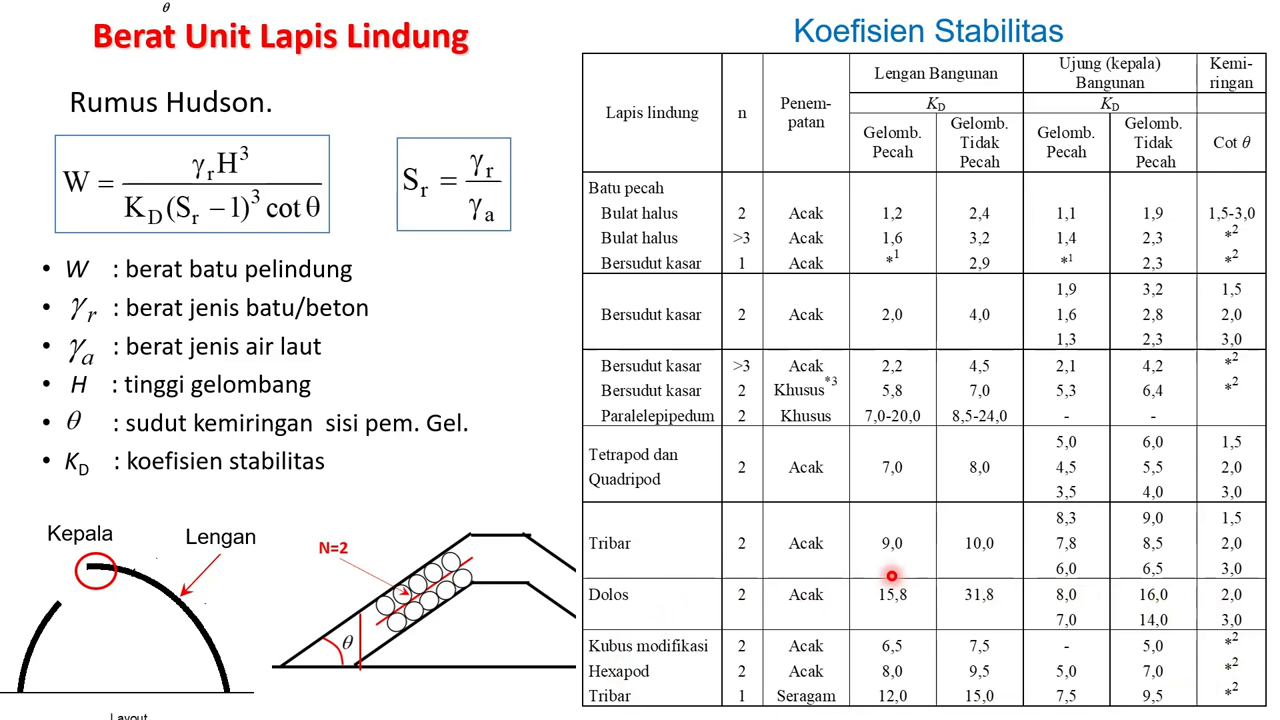 θ
Berat Unit Lapis Lindung
Rumus Hudson.
W = γr H³ / K_D (S_r − 1)³ cot θ
S_r = γ_r / γ_a
• W : berat batu pelindung
• γ_r : berat jenis batu/beton
• γ_a : berat jenis air laut
• H : tinggi gelombang
• θ : sudut kemiringan sisi pem. Gel.
• K_D : koefisien stabilitas
Kepala
Lengan
Layout
N=2
θ
Koefisien Stabilitas
Lapis lindung n Penem-patan Lengan Bangunan Ujung (kepala) Bangunan Kemi-ringan
K_D K_D
Gelomb. Pecah Gelomb. Tidak Pecah Gelomb. Pecah Gelomb. Tidak Pecah Cot θ
Batu pecah
Bulat halus 2 Acak 1,2 2,4 1,1 1,9 1,5-3,0
Bulat halus >3 Acak 1,6 3,2 1,4 2,3 *2
Bersudut kasar 1 Acak *1 2,9 *1 2,3 *2
1,9 3,2 1,5
Bersudut kasar 2 Acak 2,0 4,0 1,6 2,8 2,0
1,3 2,3 3,0
Bersudut kasar >3 Acak 2,2 4,5 2,1 4,2 *2
Bersudut kasar 2 Khusus*3 5,8 7,0 5,3 6,4 *2
Paralelepipedum 2 Khusus 7,0-20,0 8,5-24,0 - -
5,0 6,0 1,5
Tetrapod dan Quadripod 2 Acak 7,0 8,0 4,5 5,5 2,0
3,5 4,0 3,0
8,3 9,0 1,5
Tribar 2 Acak 9,0 10,0 7,8 8,5 2,0
6,0 6,5 3,0
Dolos 2 Acak 15,8 31,8 8,0 16,0 2,0
7,0 14,0 3,0
Kubus modifikasi 2 Acak 6,5 7,5 - 5,0 *2
Hexapod 2 Acak 8,0 9,5 5,0 7,0 *2
Tribar 1 Seragam 12,0 15,0 7,5 9,5 *2